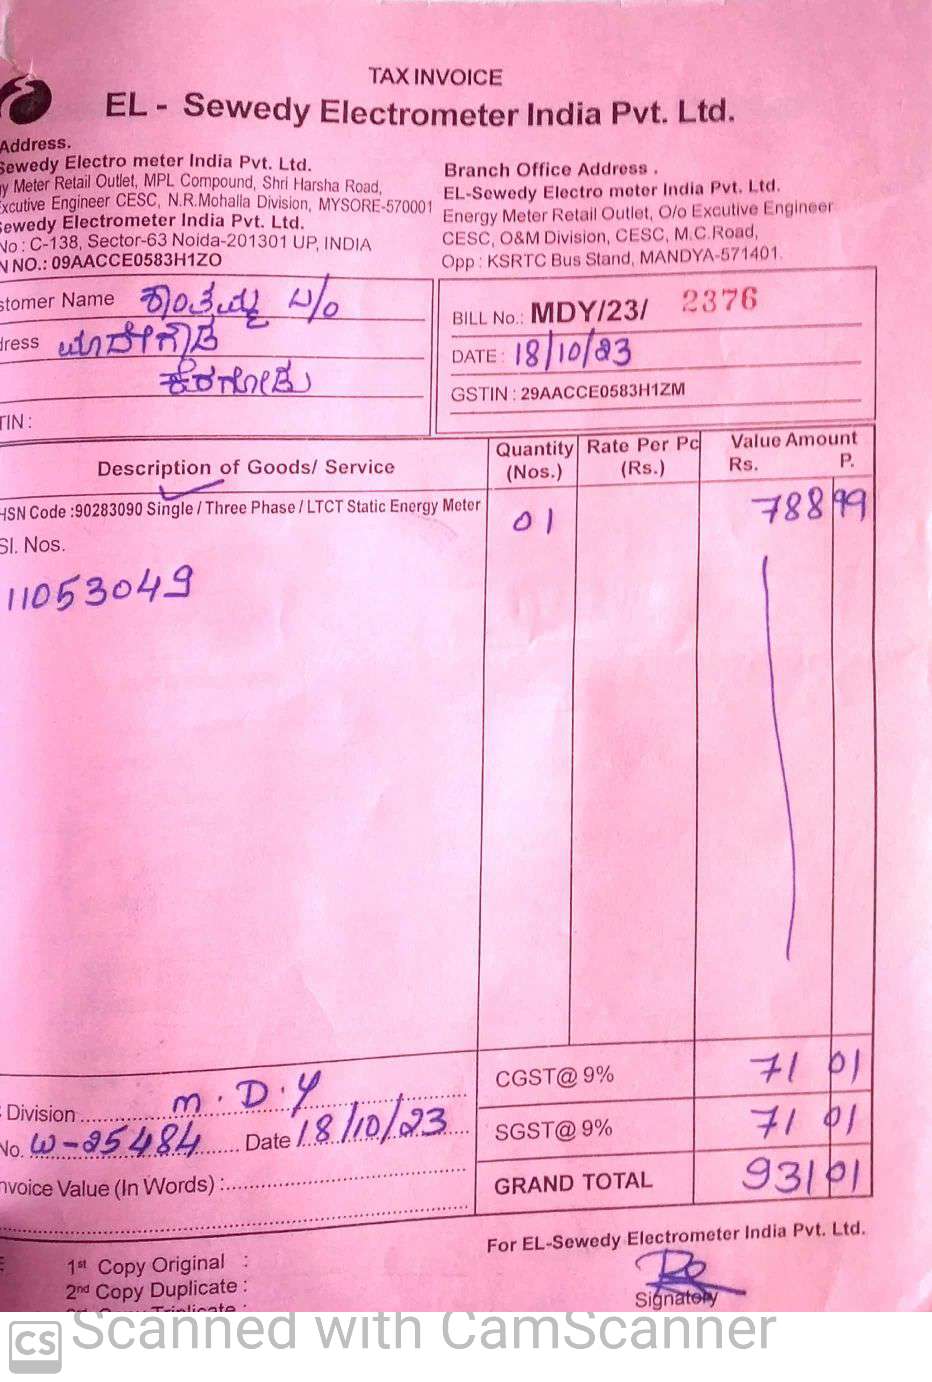 TAX INVOICE
EL - Sewedy Electrometer India Pvt. Ltd.
Address.
Sewedy Electro meter India Pvt. Ltd.
y Meter Retail Outlet, MPL Compound, Shri Harsha Road,
xcutive Engineer CESC, N.R.Mohalla Division, MYSORE-570001
Sewedy Electrometer India Pvt. Ltd.
No : C-138, Sector-63 Noida-201301 UP, INDIA
N NO.: 09AACCE0583H1ZO
Branch Office Address .
EL-Sewedy Electro meter India Pvt. Ltd.
Energy Meter Retail Outlet, O/o Excutive Engineer
CESC, O&M Division, CESC, M.C.Road,
Opp : KSRTC Bus Stand, MANDYA-571401.
stomer Name
dress
TIN :
BILL No.: MDY/23/ 2376
DATE : 18/10/23
GSTIN : 29AACCE0583H1ZM
Description of Goods/ Service Quantity (Nos.) Rate Per Pc (Rs.) Value Amount Rs. P.
HSN Code :90283090 Single / Three Phase / LTCT Static Energy Meter 01 788 99
Sl. Nos.
11053049
CGST@ 9% 71 01
Division M.D.Y
SGST@ 9% 71 01
No. W-25484 Date 18/10/23
GRAND TOTAL 931 01
nvoice Value (In Words) :
For EL-Sewedy Electrometer India Pvt. Ltd.
1st Copy Original :
2nd Copy Duplicate :
Signatory
Copy Triplicate :
CS Scanned with CamScanner